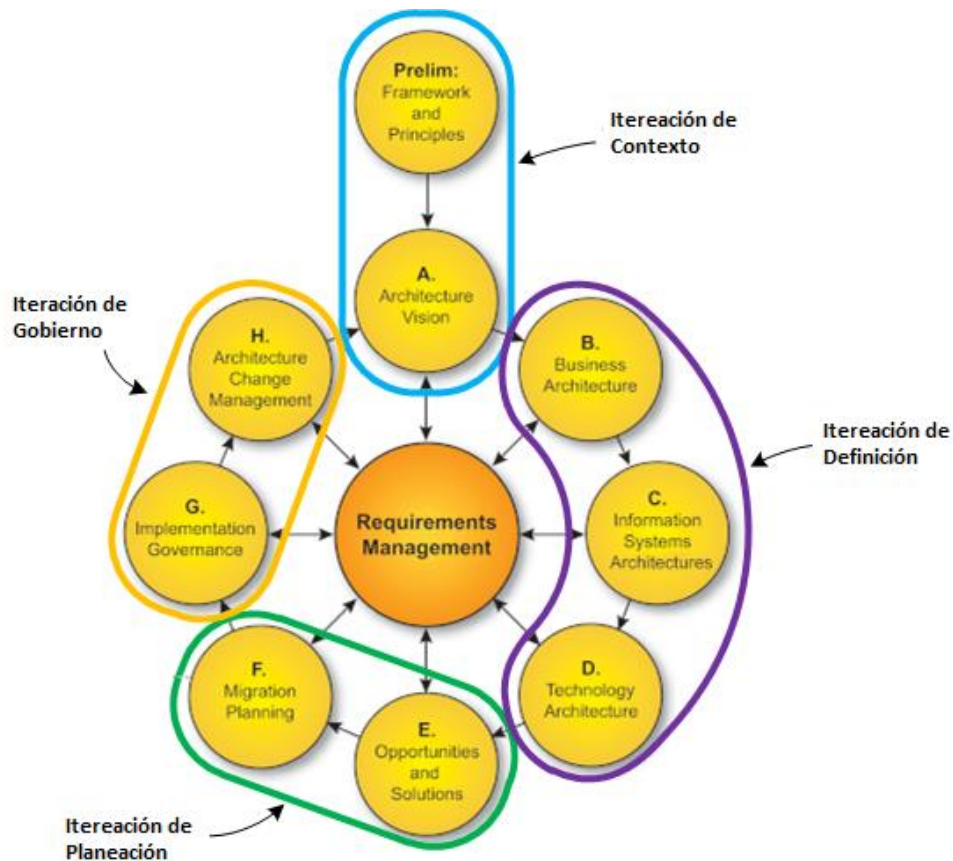 Prelim:
Framework
and
Principles
Itereación de
Contexto
A.
Architecture
Vision
Iteración de
Gobierno
H.
Architecture
Change
Management
B.
Business
Architecture
Itereación de
Definición
C.
Information
Systems
Architectures
G.
Implementation
Governance
Requirements
Management
D.
Technology
Architecture
F.
Migration
Planning
E.
Opportunities
and
Solutions
Itereación de
Planeación